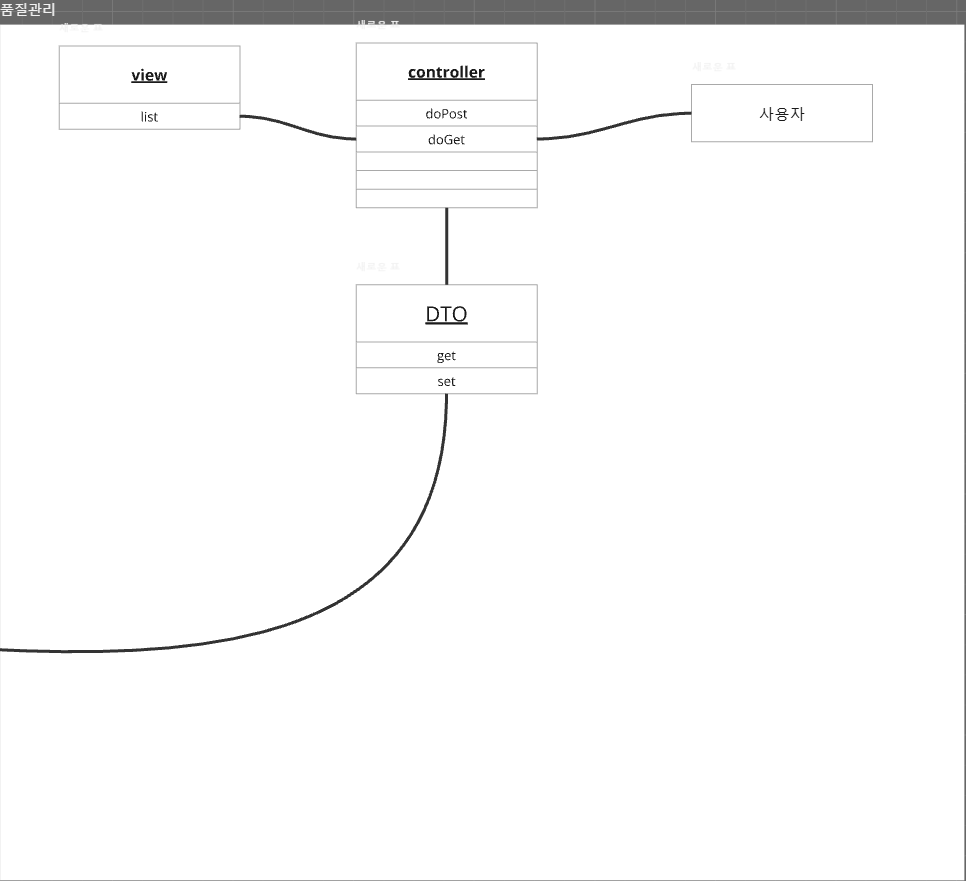 품질관리
view
list
controller
doPost
doGet
사용자
DTO
get
set